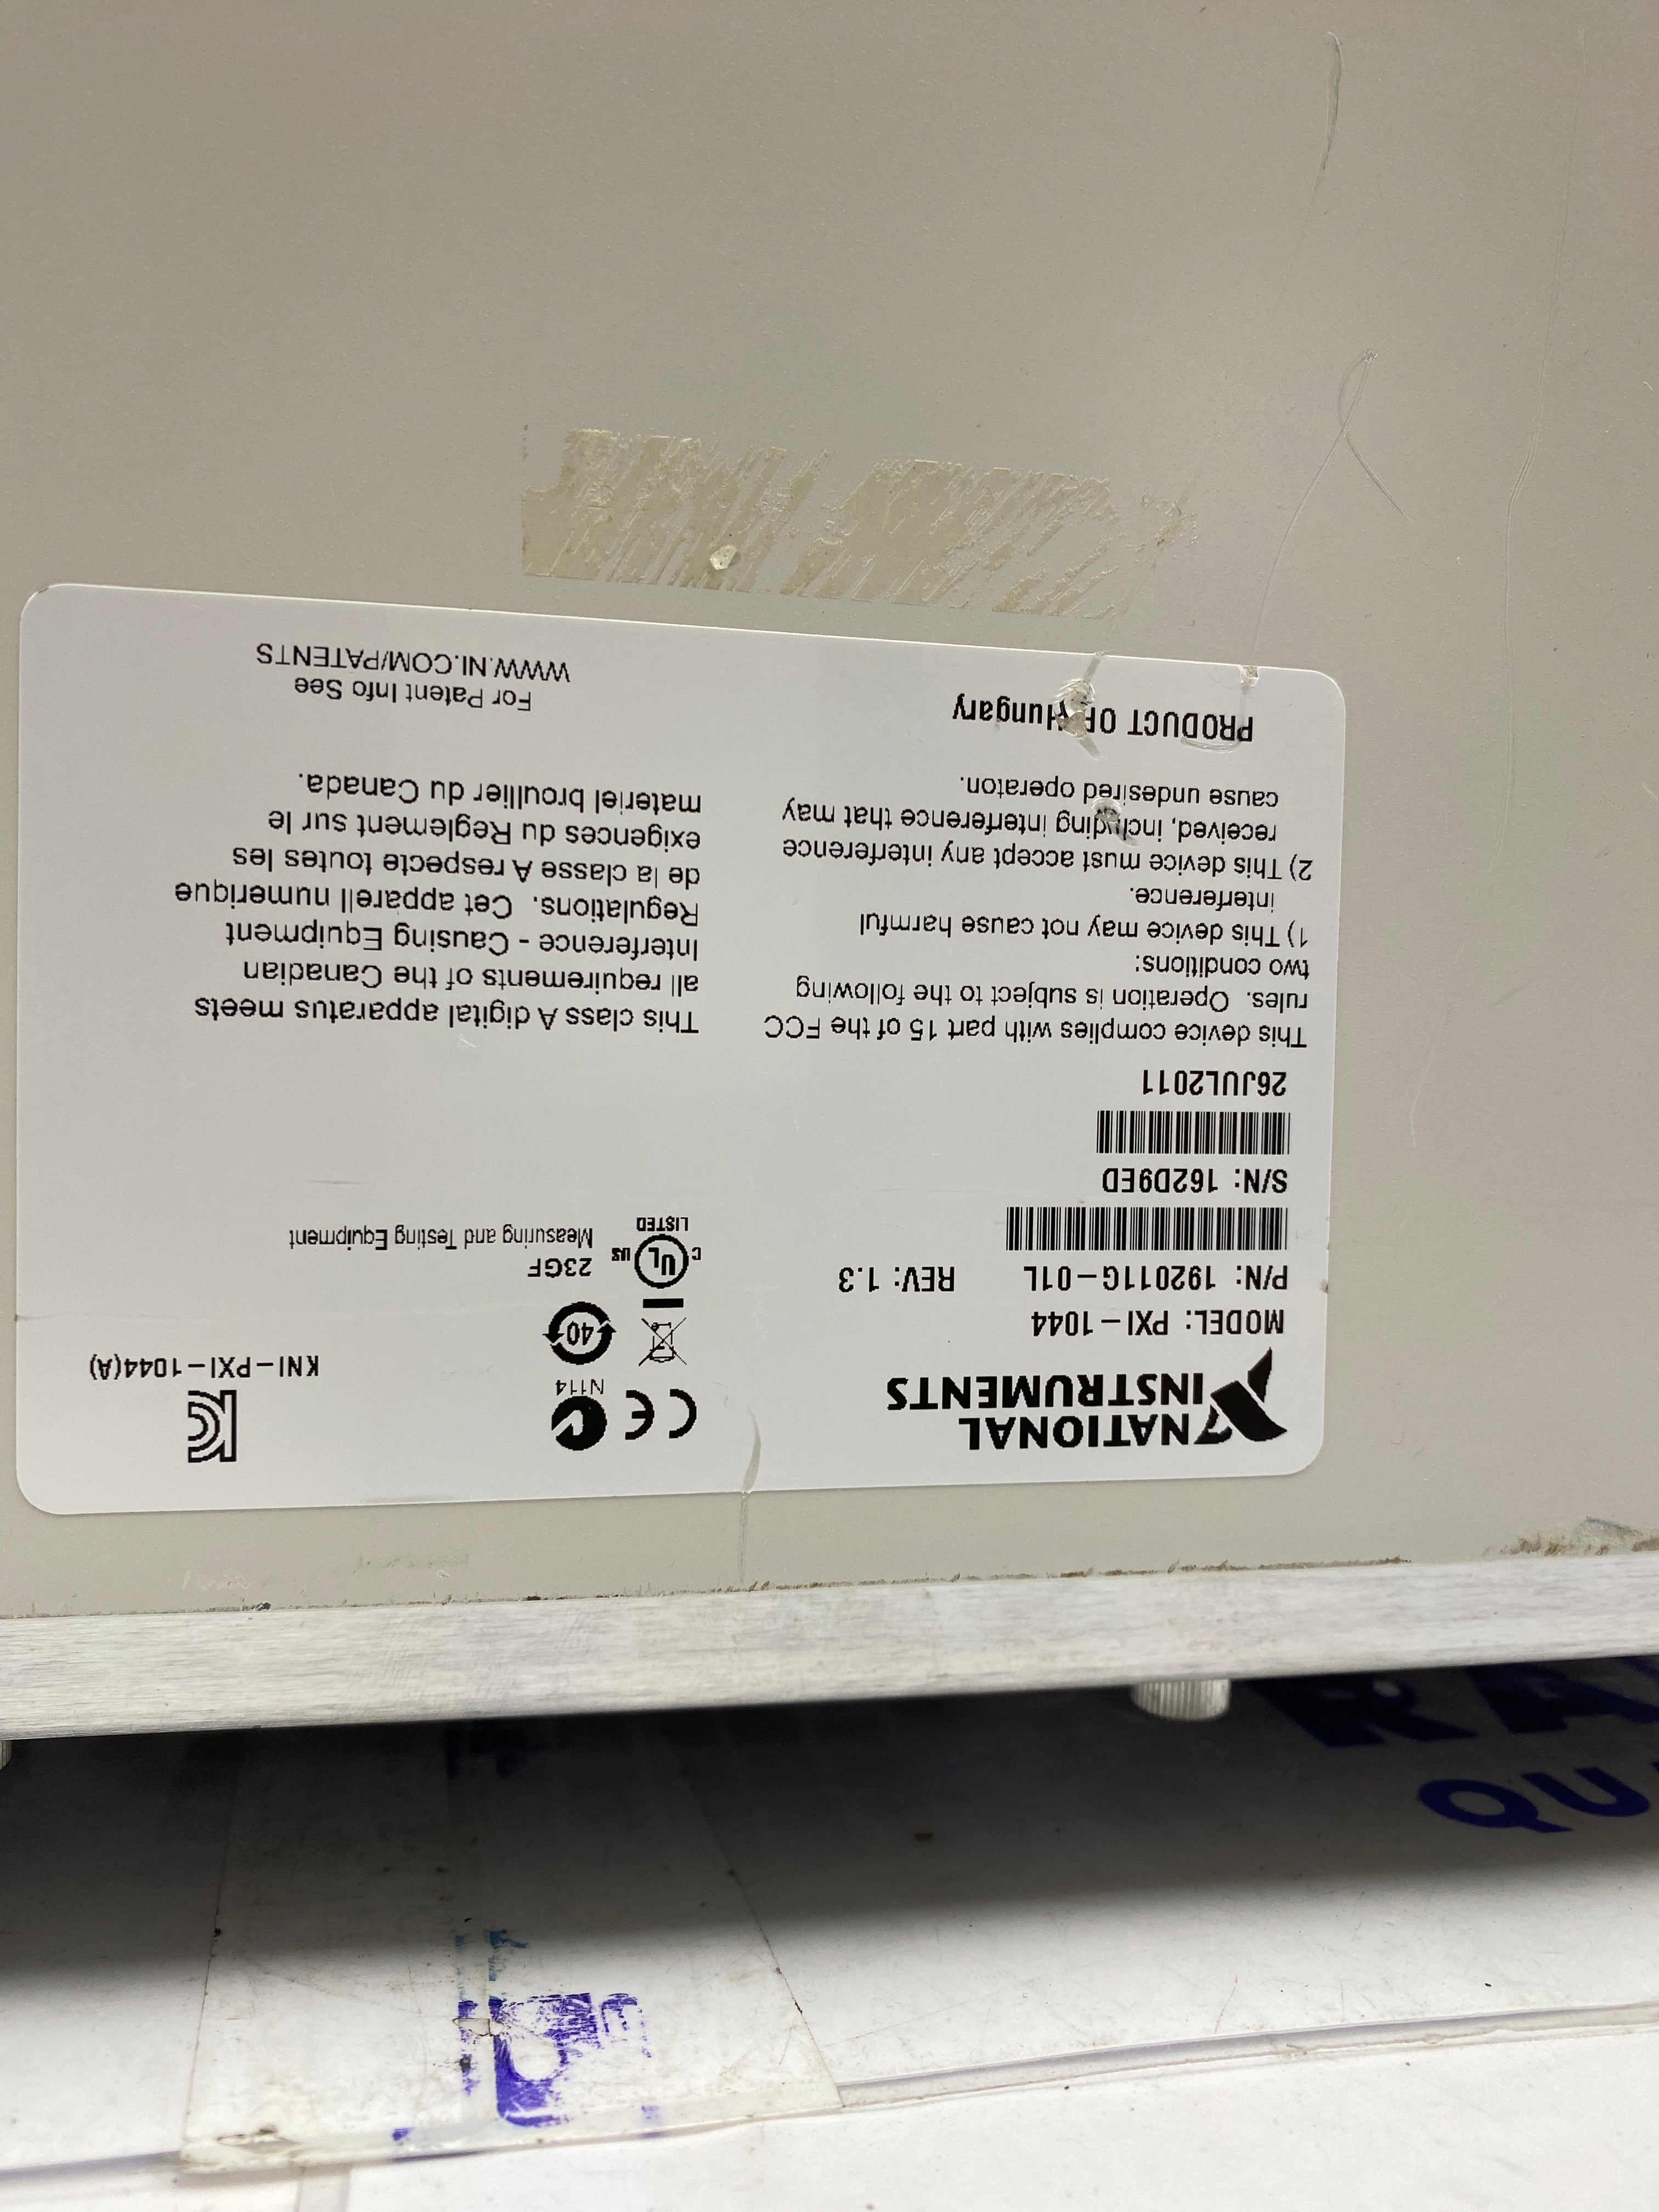 NATIONAL
INSTRUMENTS
MODEL: PXI-1044
P/N: 192011G-01L REV: 1.3
S/N: 162D9ED
26JUL2011
This device complies with part 15 of the FCC
rules. Operation is subject to the following
two conditions:
1) This device may not cause harmful
interference.
2) This device must accept any interference
received, including interference that may
cause undesired operaton.
PRODUCT OF Hungary
CE
N114
40
C UL US
LISTED
23GF
Measuring and Testing Equipment
KC
KNI-PXI-1044(A)
This class A digital apparatus meets
all requirements of the Canadian
Interference - Causing Equipment
Regulations. Cet apparell numerique
de la classe A respecte toutes les
exigences du Reglement sur le
materiel broullier du Canada.
For Patent Info See
WWW.NI.COM/PATENTS